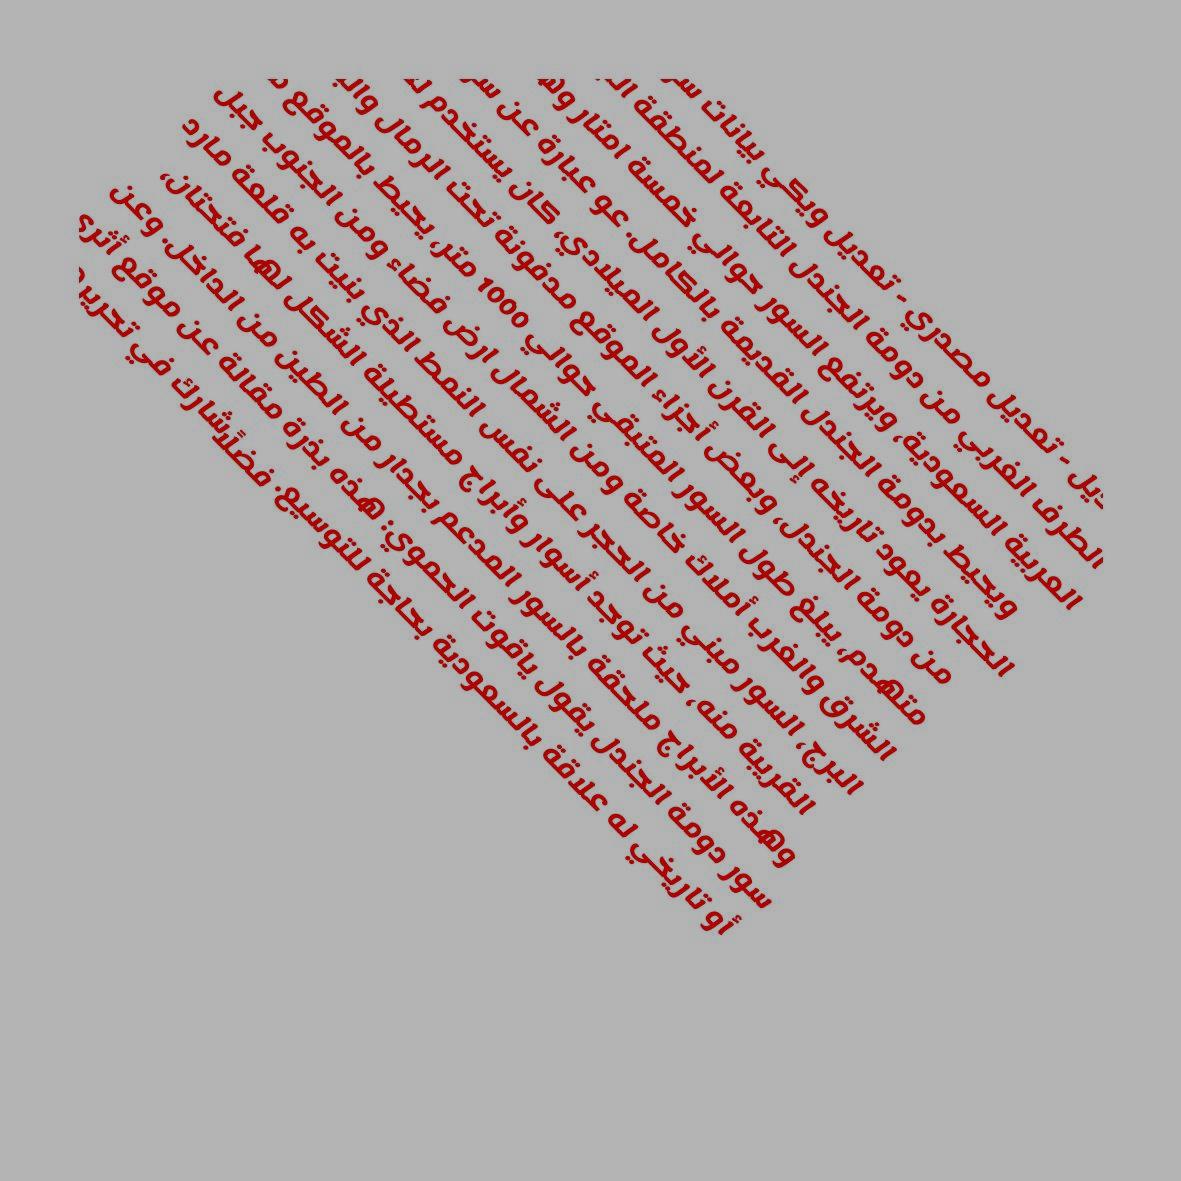 - تعديل مصدري - تعديل ويكي بيانات
الطرف الغربي من دومة الجندل التابعة لمنطقة
العربية السعودية، ويرتفع السور حوالي خمسة امتار
ويحيط بدومة الجندل القديمة بالكامل. عو عبارة عن
الحجارة يعود تاريخه إلى القرن الأول الميلادي، كان يستخدم
من دومة الجندل، وبعض أجزاء الموقع مدفونة تحت الرمال
متهدم، يبلغ طول السور المتبقي حوالي 1000 متر، يحيط بالموقع
الشرق والغرب أملاك خاصة ومن الشمال ارض فضاء ومن الجنوب جبل
البرج، السور مبني من الحجر على نفس النمط الذي بنيت به قلعة مارد
القريبة منه، حيث توجد أسوار وأبراج مستطيلة الشكل لها فتحتان،
وهذه الأبراج ملحقة بالسور المدعم بجدار من الطين من الداخل. وعن
سور دومة الجندل يقول ياقوت الحموي: هذه بذرة مقالة عن موقع أثري
أو تاريخي له علاقة بالسعودية بحاجة للتوسيع. فضلًا شارك في